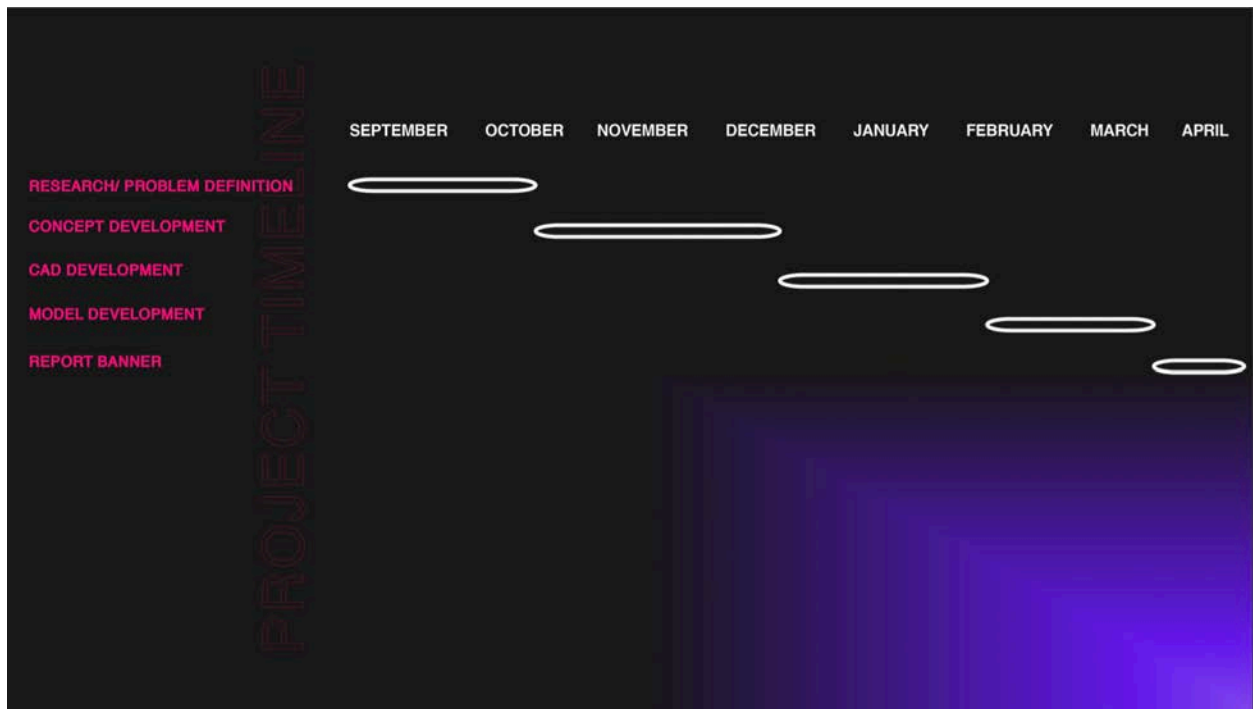 PROJECT TIMELINE
SEPTEMBER OCTOBER NOVEMBER DECEMBER JANUARY FEBRUARY MARCH APRIL
RESEARCH/ PROBLEM DEFINITION
CONCEPT DEVELOPMENT
CAD DEVELOPMENT
MODEL DEVELOPMENT
REPORT BANNER